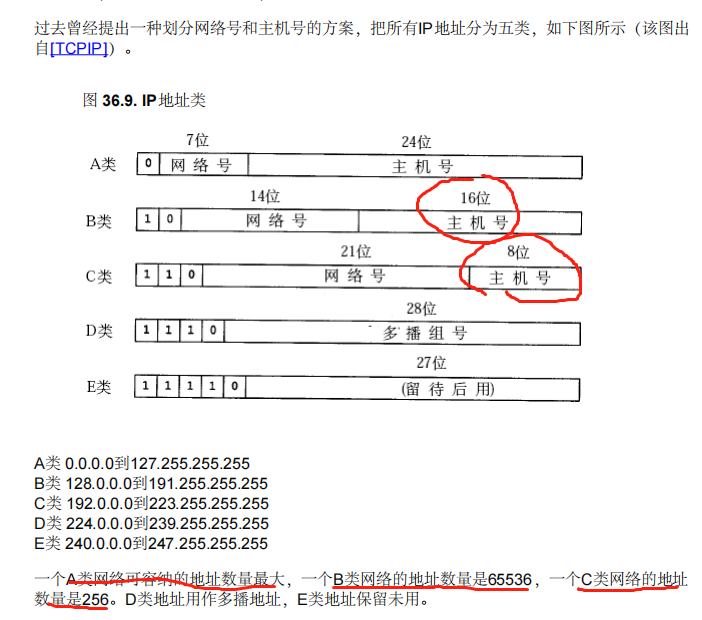 过去曾经提出一种划分网络号和主机号的方案，把所有IP地址分为五类，如下图所示（该图出
自[TCPIP]）。
图 36.9. IP地址类
7位 24位
A类 0 网络号 主机号
14位 16位
B类 1 0 网络号 主机号
21位 8位
C类 1 1 0 网络号 主机号
28位
D类 1 1 1 0 多播组号
27位
E类 1 1 1 1 0 (留待后用)
A类 0.0.0.0到127.255.255.255
B类 128.0.0.0到191.255.255.255
C类 192.0.0.0到223.255.255.255
D类 224.0.0.0到239.255.255.255
E类 240.0.0.0到247.255.255.255
一个A类网络可容纳的地址数量最大，一个B类网络的地址数量是65536，一个C类网络的地址
数量是256。D类地址用作多播地址，E类地址保留未用。